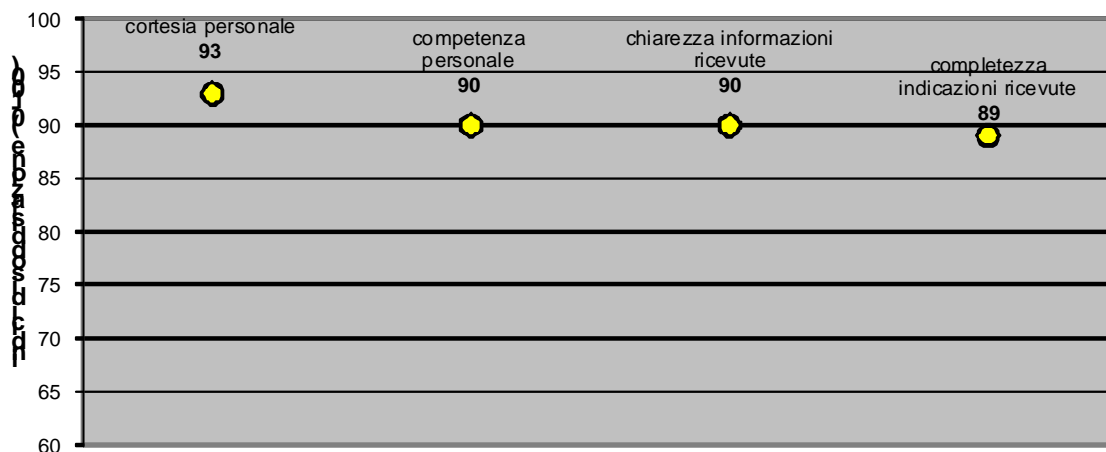 100
95
90
85
80
75
70
65
60
cortesia personale
93
competenza
personale
90
chiarezza informazioni
ricevute
90
completezza
indicazioni ricevute
89